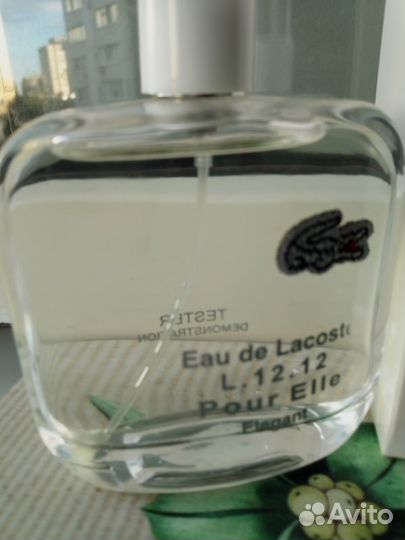 TESTER
DEMONSTRATION
Eau de Lacoste
L.12.12
Pour Elle
Elegant
Avito